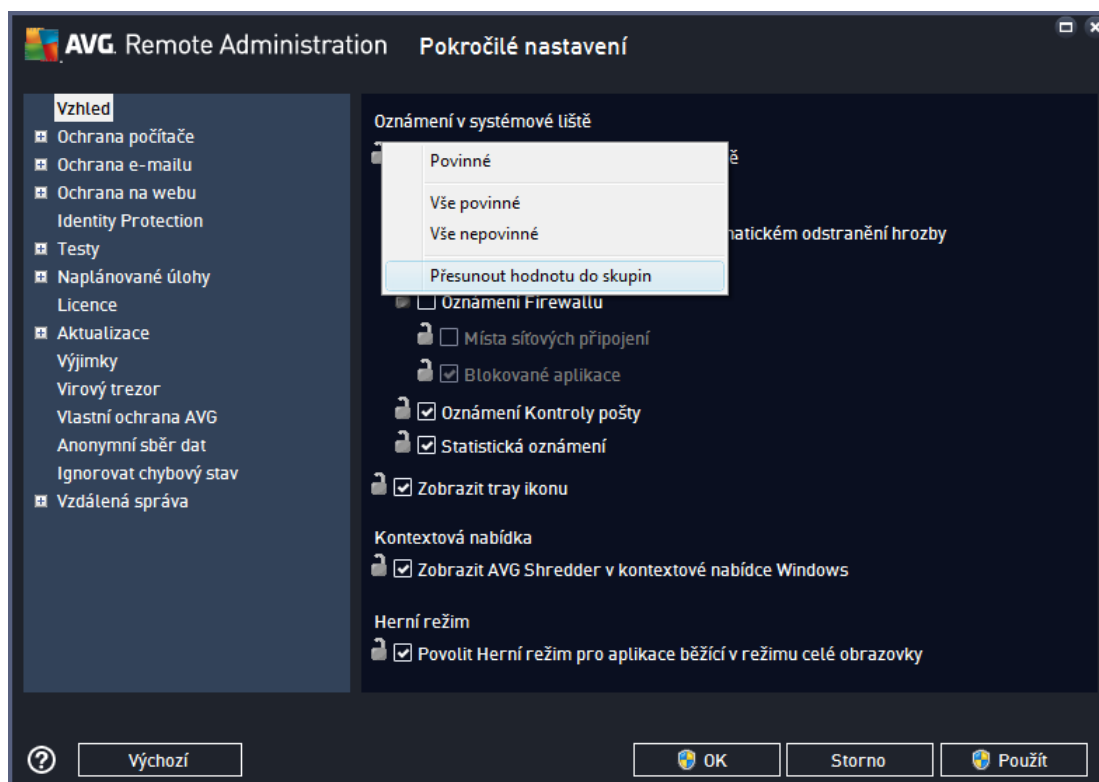 AVG. Remote Administration Pokročilé nastavení
Vzhled
Ochrana počítače
Ochrana e-mailu
Ochrana na webu
Identity Protection
Testy
Naplánované úlohy
Licence
Aktualizace
Výjimky
Virový trezor
Vlastní ochrana AVG
Anonymní sběr dat
Ignorovat chybový stav
Vzdálená správa
Oznámení v systémové liště
Povinné
Vše povinné
Vše nepovinné
odstranění hrozby
Přesunout hodnotu do skupin
Oznámení Firewallu
Místa síťových připojení
Blokované aplikace
Oznámení Kontroly pošty
Statistická oznámení
Zobrazit tray ikonu
Kontextová nabídka
Zobrazit AVG Shredder v kontextové nabídce Windows
Herní režim
Povolit Herní režim pro aplikace běžící v režimu celé obrazovky
Výchozí
OK
Storno
Použít